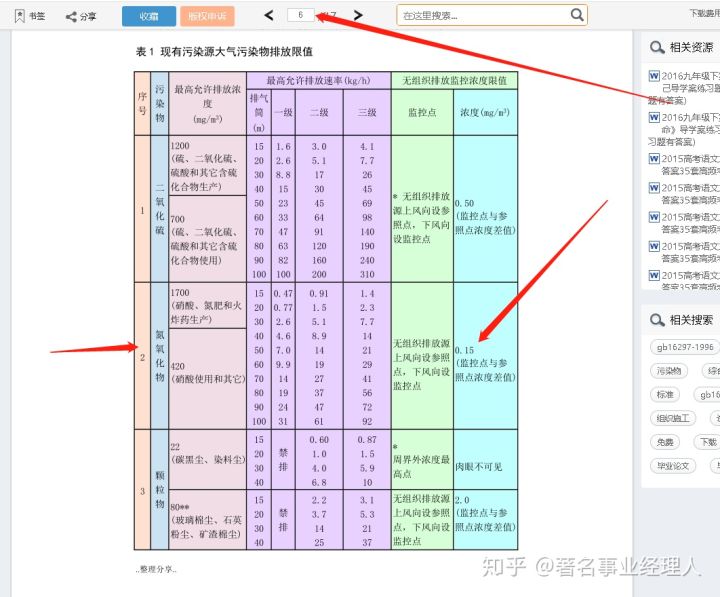 书签
分享
收藏
版权申诉
< 6 >
在这里搜索...
下载费用
表 1 现有污染源大气污染物排放限值
序号
污染物
最高允许排放浓度
(mg/m³)
最高允许排放速率(kg/h)
无组织排放监控浓度限值
排气筒(m)
一级
二级
三级
监控点
浓度(mg/m³)
1
二氧化硫
1200
(硫、二氧化硫、
硫酸和其它含硫
化合物生产)
700
(硫、二氧化硫、
硫酸和其它含硫
化合物使用)
15 1.6 3.0 4.1
20 2.6 5.1 7.7
30 8.8 17 26
40 15 30 45
50 23 45 69
60 33 64 98
70 47 91 140
80 63 120 190
90 82 160 240
100 100 200 310
* 无组织排放
源上风向设参
照点，下风向
设监控点
0.50
(监控点与参
照点浓度差值)
2
氮氧化物
1700
(硝酸、氮肥和火
炸药生产)
420
(硝酸使用和其它)
15 0.47 0.91 1.4
20 0.77 1.5 2.3
30 2.6 5.1 7.7
40 4.6 8.9 14
50 7.0 14 21
60 9.9 19 29
70 14 27 41
80 19 37 56
90 24 47 72
100 31 61 92
无组织排放源
上风向设参照
点，下风向设
监控点
0.15
(监控点与参
照点浓度差值)
3
颗粒物
22
(碳黑尘、染料尘)
15 禁排 0.60 0.87
20 1.0 1.5
30 4.0 5.9
40 6.8 10
*
周界外浓度最
高点
肉眼不可见
80**
(玻璃棉尘、石英
粉尘、矿渣棉尘)
15 禁排 2.2 3.1
20 3.7 5.3
30 14 21
40 25 37
无组织排放源
上风向设参照
点，下风向设
监控点
2.0
(监控点与参
照点浓度差值)
..整理分享..
相关资源
2016九年级下
己导学案练习题
题有答案)
2016九年级下
命》导学案练
习题有答案)
2015高考语文
答案35套高频
2015高考语文
答案35套高频
2015高考语文
答案35套高频
2015高考语文
答案35套高频
2015高考语文
答案35套高频
相关搜索
gb16297-1996
污染物
标准
gb16
组织施工
免费
下载
毕业论文
知乎 @著名事业经理人